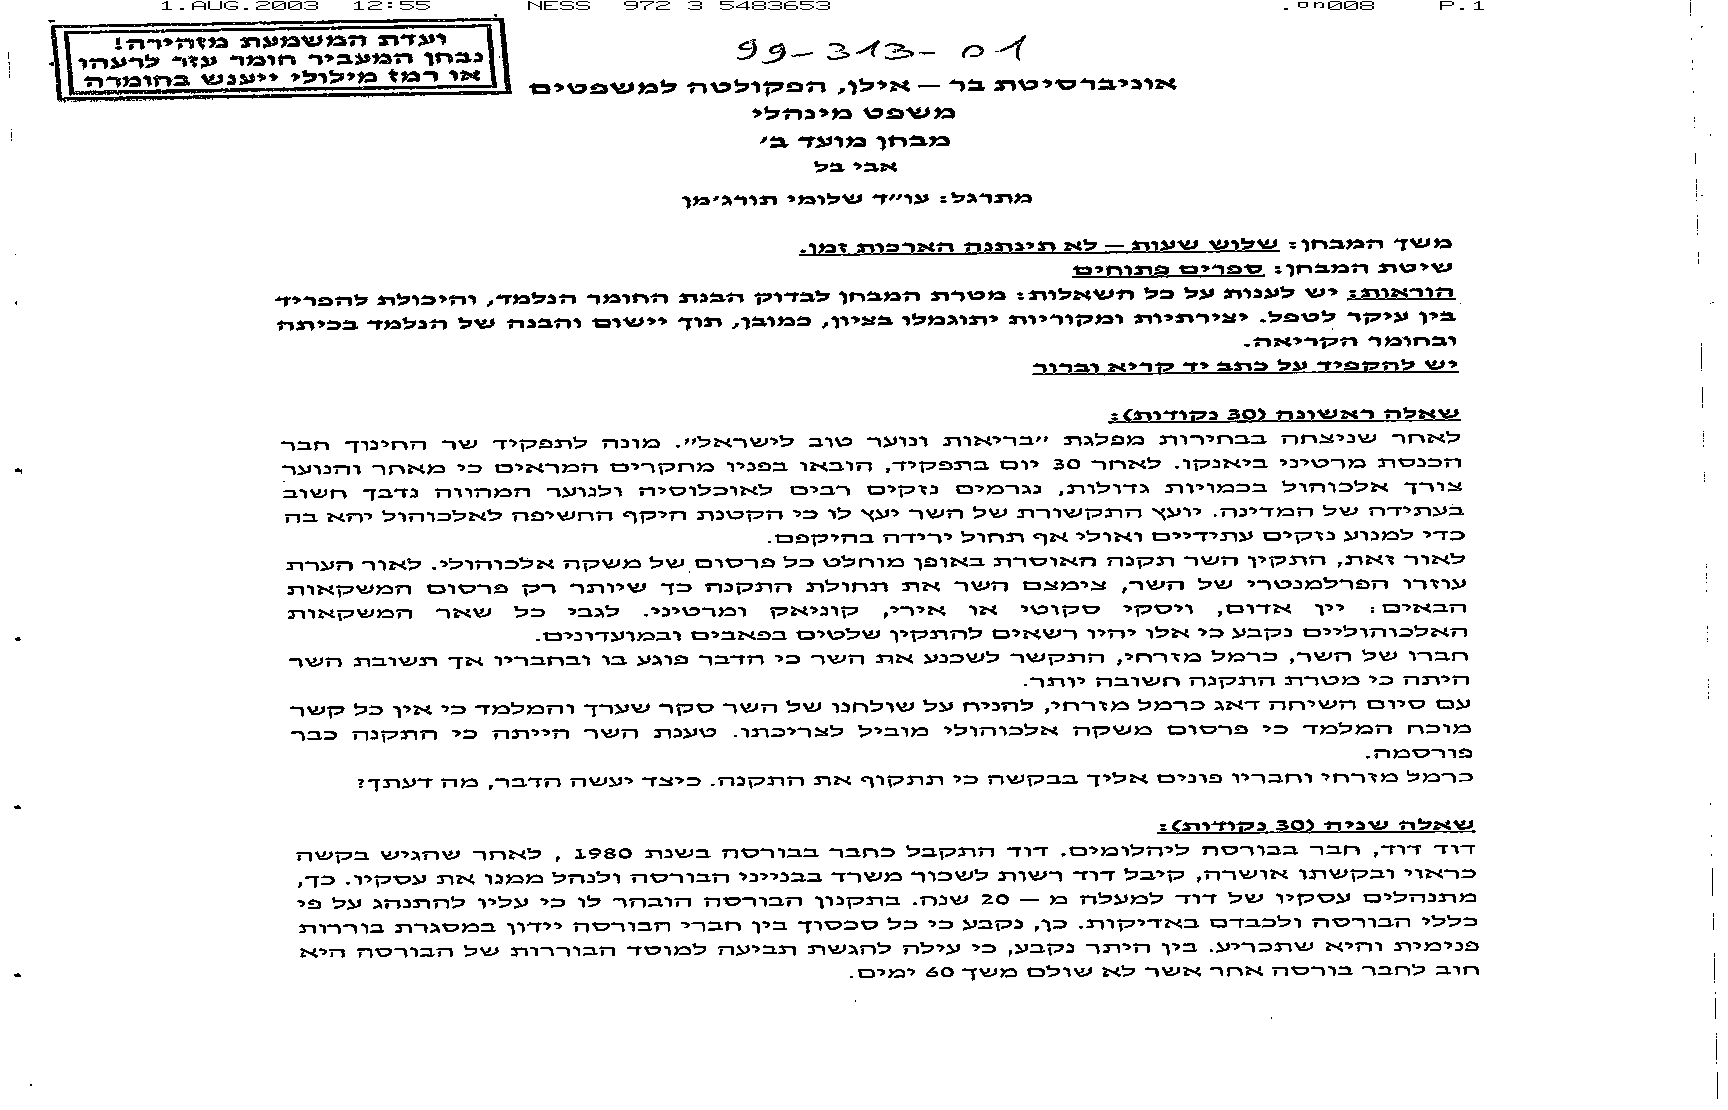 1.AUG.2003 12:55 NESS 972 3 5483653 P.1
ועדת המשמעת מזהירה!
נבחן המעביר חומר עזר לרעהו
או רמז מילולי ייענש בחומרה
99-313-01
אוניברסיטת בר – אילן, הפקולטה למשפטים
משפט מינהלי
מבחן מועד ב'
אבי בל
מתרגל: עו"ד שלומי תורג'מן
משך המבחן: שלוש שעות – לא תינתנה הארכות זמן.
שיטת המבחן: ספרים פתוחים
הוראות: יש לענות על כל השאלות: מטרת המבחן לבדוק הבנת החומר הנלמד, והיכולת להפריד
בין עיקר לטפל. יצירתיות ומקוריות יתוגמלו בציון, כמובן, תוך יישום והבנה של הנלמד בכיתה
ובחומר הקריאה.
יש להקפיד על כתב יד קריא וברור
שאלה ראשונה (30 נקודות):
לאחר שניצחה בבחירות מפלגת "בריאות ונוער טוב לישראל". מונה לתפקיד שר החינוך חבר
הכנסת מרטיני ביאנקו. לאחר 30 יום בתפקיד, הובאו בפניו מחקרים המראים כי מאחר והנוער
צורך אלכוהול בכמויות גדולות, נגרמים נזקים רבים לאוכלוסיה ולנוער המהווה נדבך חשוב
בעתידה של המדינה. יועץ התקשורת של השר יעץ לו כי הקטנת היקף החשיפה לאלכוהול יהא בה
כדי למנוע נזקים עתידיים ואולי אף תחול ירידה בהיקפם.
לאור זאת, התקין השר תקנה האוסרת באופן מוחלט כל פרסום של משקה אלכוהולי. לאור הערת
עוזרו הפרלמנטרי של השר, צימצם השר את תחולת התקנה כך שיותר רק פרסום המשקאות
הבאים: יין אדום, ויסקי סקוטי או אירי, קוניאק ומרטיני. לגבי כל שאר המשקאות
האלכוהוליים נקבע כי אלו יהיו רשאים להתקין שלטים בפאבים ובמועדונים.
חברו של השר, כרמל מזרחי, התקשר לשכנע את השר כי הדבר פוגע בו ובחבריו אך תשובת השר
היתה כי מטרת התקנה חשובה יותר.
עם סיום השיחה דאג כרמל מזרחי, להניח על שולחנו של השר סקר שערך והמלמד כי אין כל קשר
מוכח המלמד כי פרסום משקה אלכוהולי מוביל לצריכתו. טענת השר הייתה כי התקנה כבר
פורסמה.
כרמל מזרחי וחבריו פונים אליך בבקשה כי תתקוף את התקנה. כיצד יעשה הדבר, מה דעתך?
שאלה שניה (30 נקודות):
דוד דוד, חבר בבורסה ליהלומים. דוד התקבל כחבר בבורסה בשנת 1980 , לאחר שהגיש בקשה
כראוי ובקשתו אושרה, קיבל דוד רשות לשכור משרד בבנייני הבורסה ולנהל ממנו את עסקיו. כך,
מתנהלים עסקיו של דוד למעלה מ – 20 שנה. בתקנון הבורסה הובהר לו כי עליו להתנהג על פי
כללי הבורסה ולכבדם באדיקות. כן, נקבע כי כל סכסוך בין חברי הבורסה יידון במסגרת בוררות
פנימית והיא שתכריע. בין היתר נקבע, כי עילה להגשת תביעה למוסד הבוררות של הבורסה היא
חוב לחבר בורסה אחר אשר לא שולם משך 60 ימים.